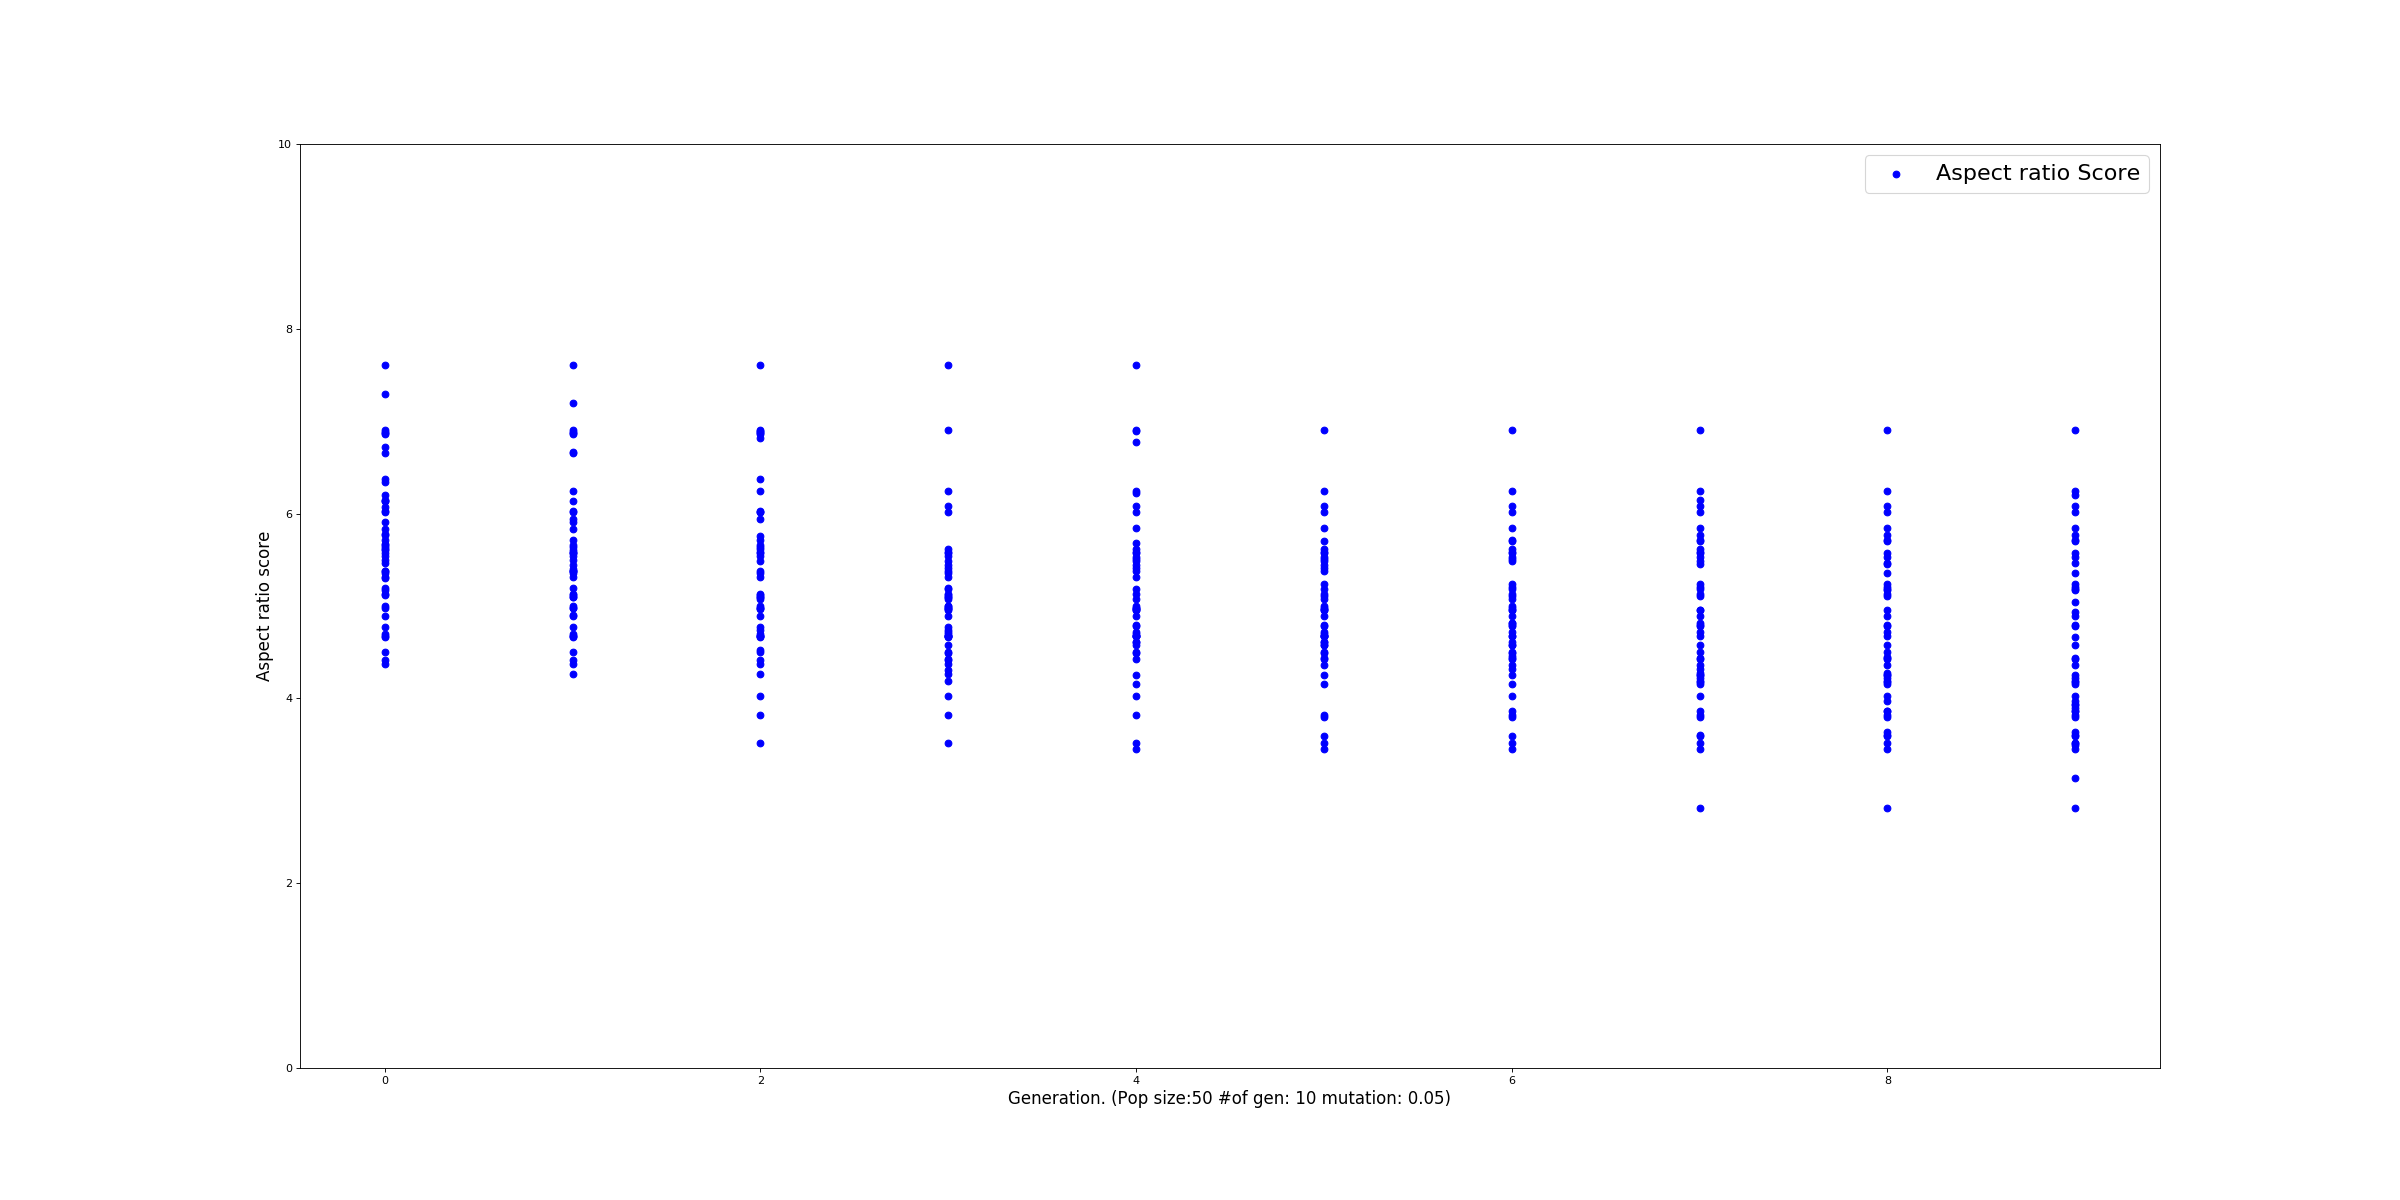 10
Aspect ratio Score
8
6
Aspect ratio score
4
2
0
0 2 4 6 8
Generation. (Pop size:50 #of gen: 10 mutation: 0.05)